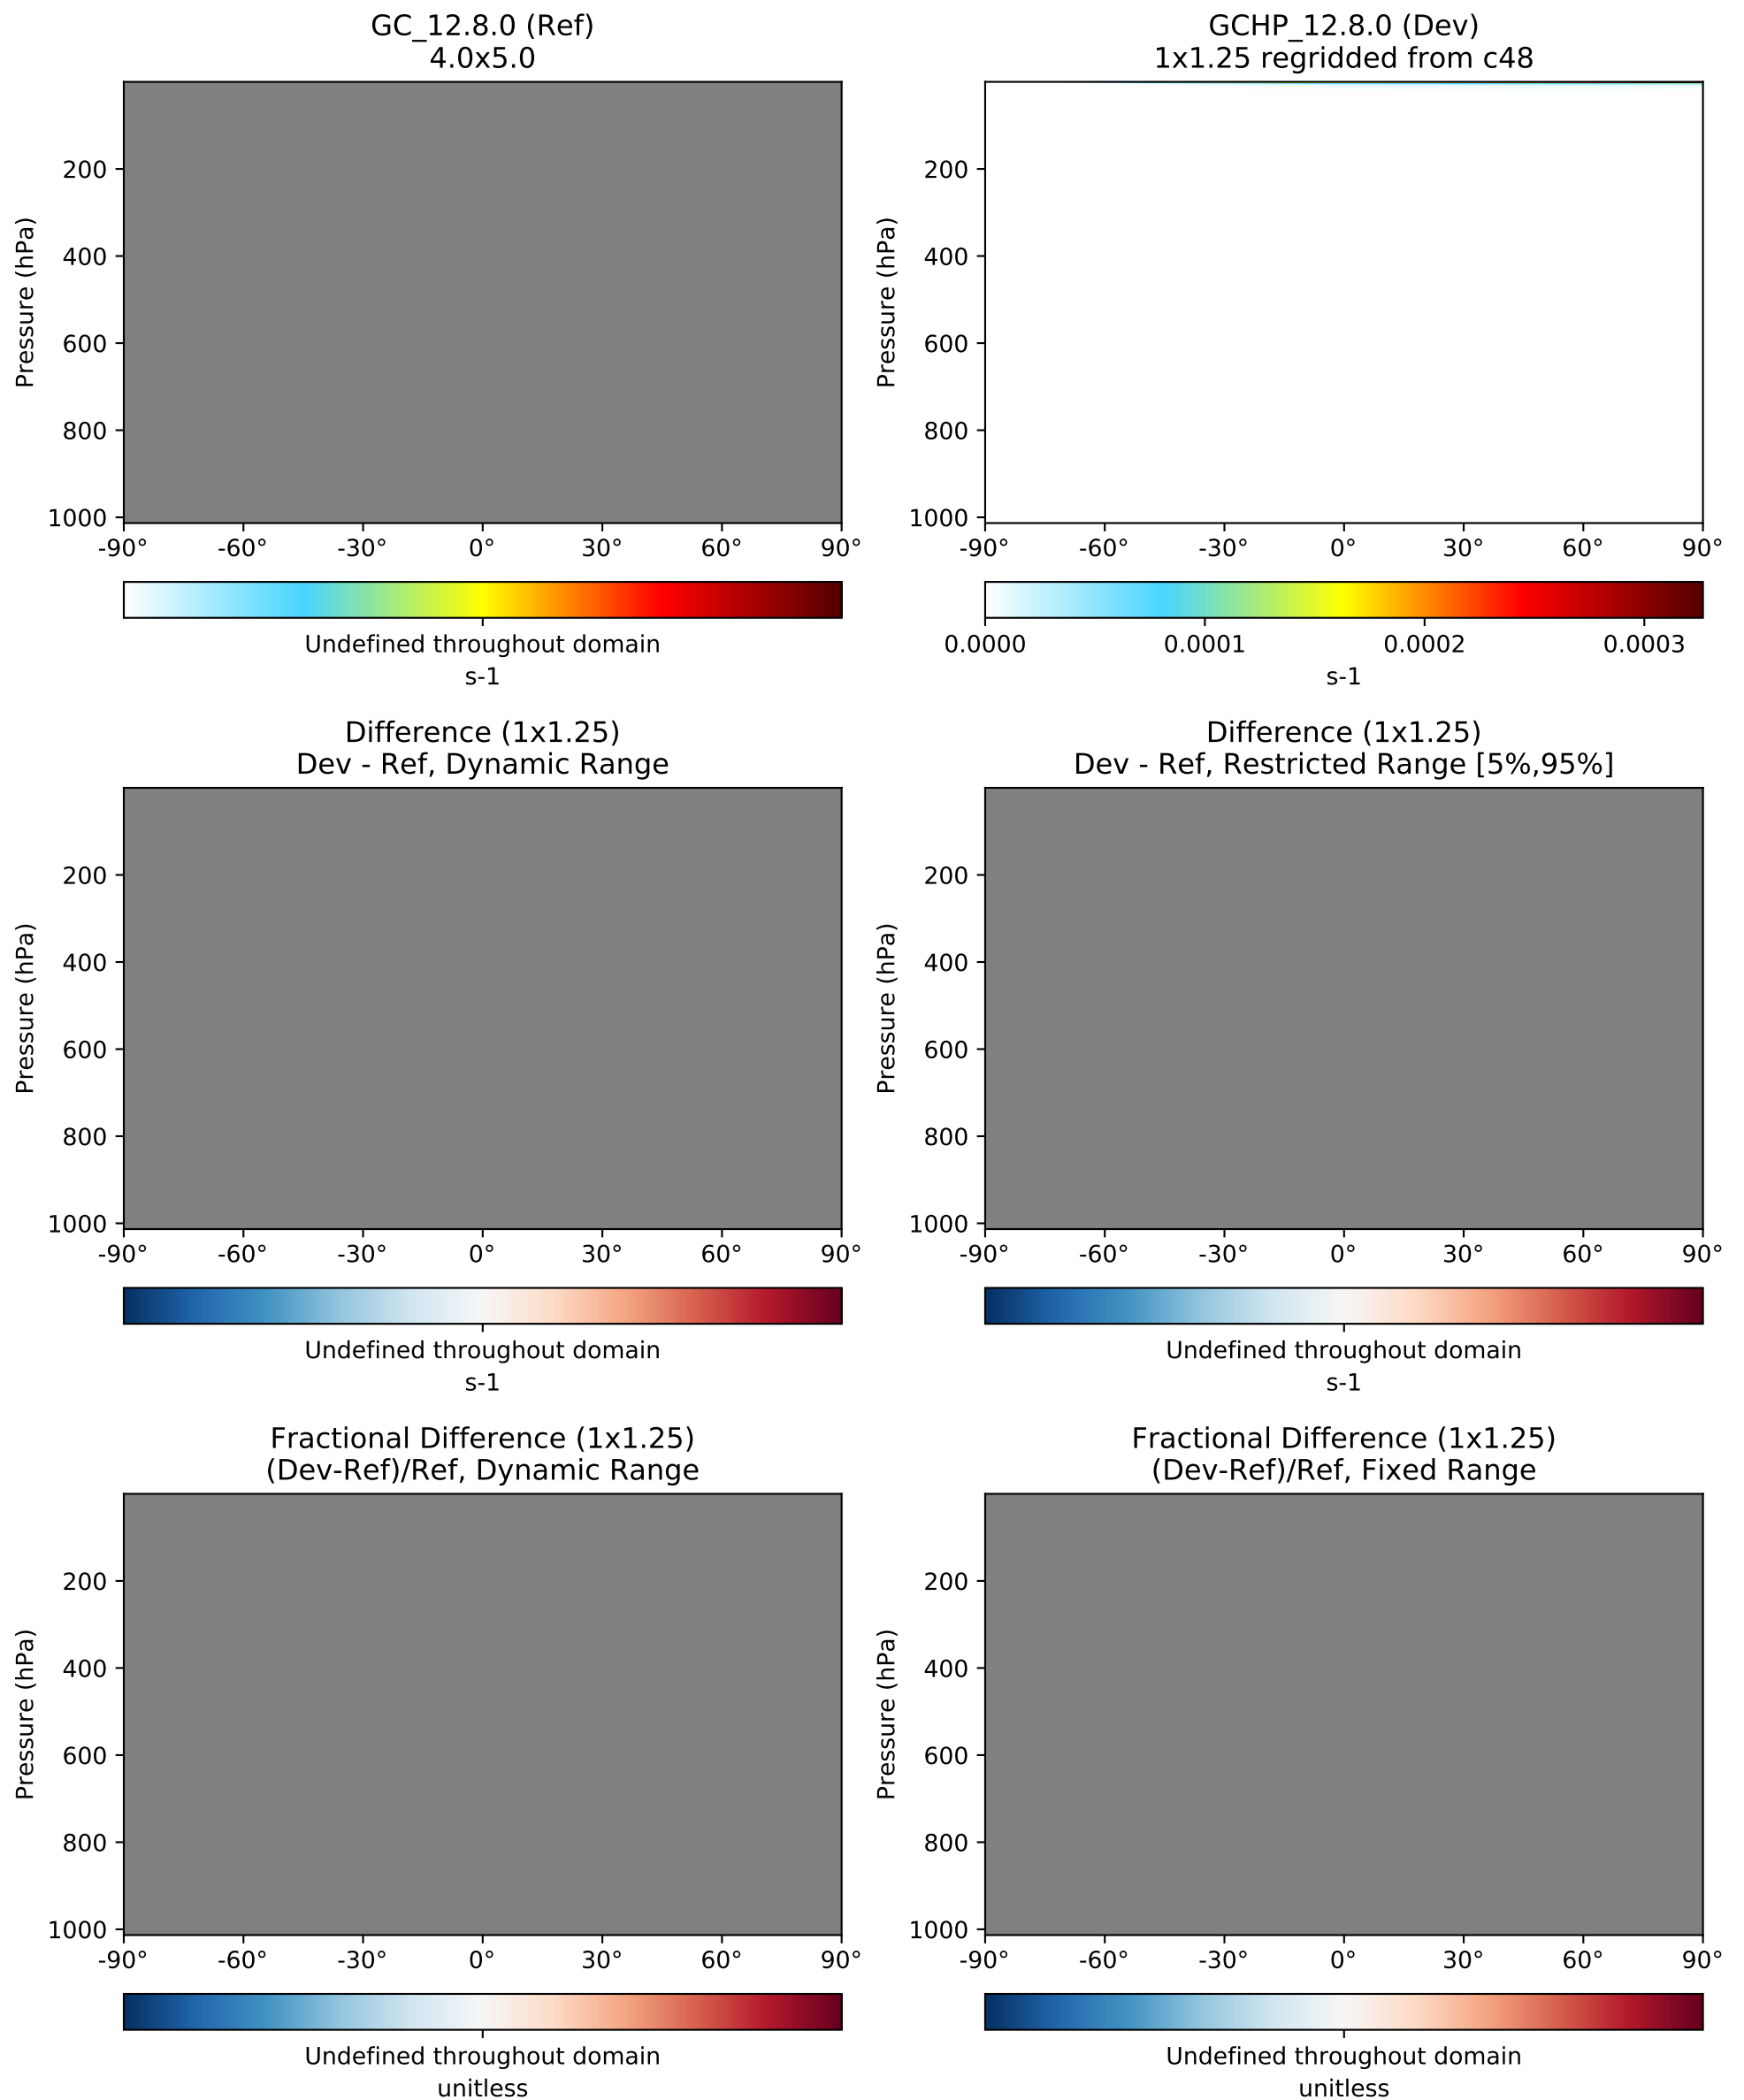 GC_12.8.0 (Ref)
4.0x5.0
Pressure (hPa)
200
400
600
800
1000
-90° -60° -30° 0° 30° 60° 90°
Undefined throughout domain
s-1
GCHP_12.8.0 (Dev)
1x1.25 regridded from c48
Pressure (hPa)
200
400
600
800
1000
-90° -60° -30° 0° 30° 60° 90°
0.0000 0.0001 0.0002 0.0003
s-1
Difference (1x1.25)
Dev - Ref, Dynamic Range
Pressure (hPa)
200
400
600
800
1000
-90° -60° -30° 0° 30° 60° 90°
Undefined throughout domain
s-1
Difference (1x1.25)
Dev - Ref, Restricted Range [5%,95%]
Pressure (hPa)
200
400
600
800
1000
-90° -60° -30° 0° 30° 60° 90°
Undefined throughout domain
s-1
Fractional Difference (1x1.25)
(Dev-Ref)/Ref, Dynamic Range
Pressure (hPa)
200
400
600
800
1000
-90° -60° -30° 0° 30° 60° 90°
Undefined throughout domain
unitless
Fractional Difference (1x1.25)
(Dev-Ref)/Ref, Fixed Range
Pressure (hPa)
200
400
600
800
1000
-90° -60° -30° 0° 30° 60° 90°
Undefined throughout domain
unitless